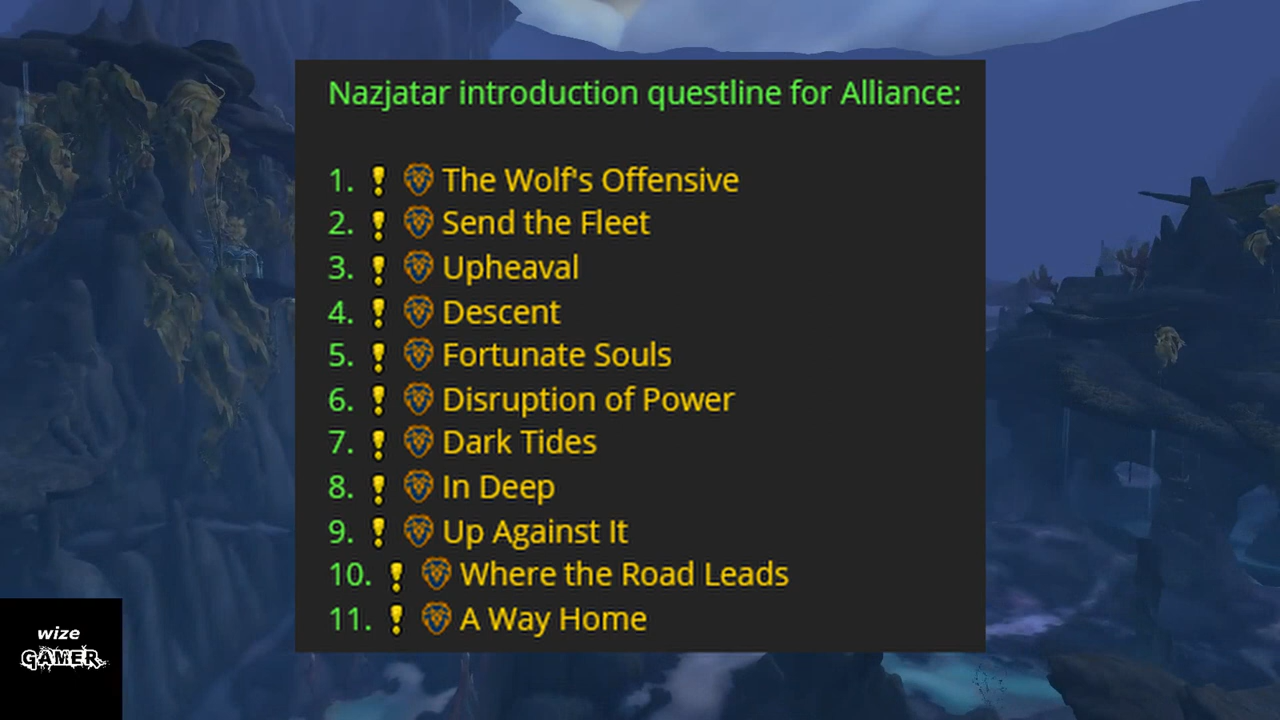 Nazjatar introduction questline for Alliance:
1. ! The Wolf's Offensive
2. ! Send the Fleet
3. ! Upheaval
4. ! Descent
5. ! Fortunate Souls
6. ! Disruption of Power
7. ! Dark Tides
8. ! In Deep
9. ! Up Against It
10. ! Where the Road Leads
11. ! A Way Home
wize
GAMER